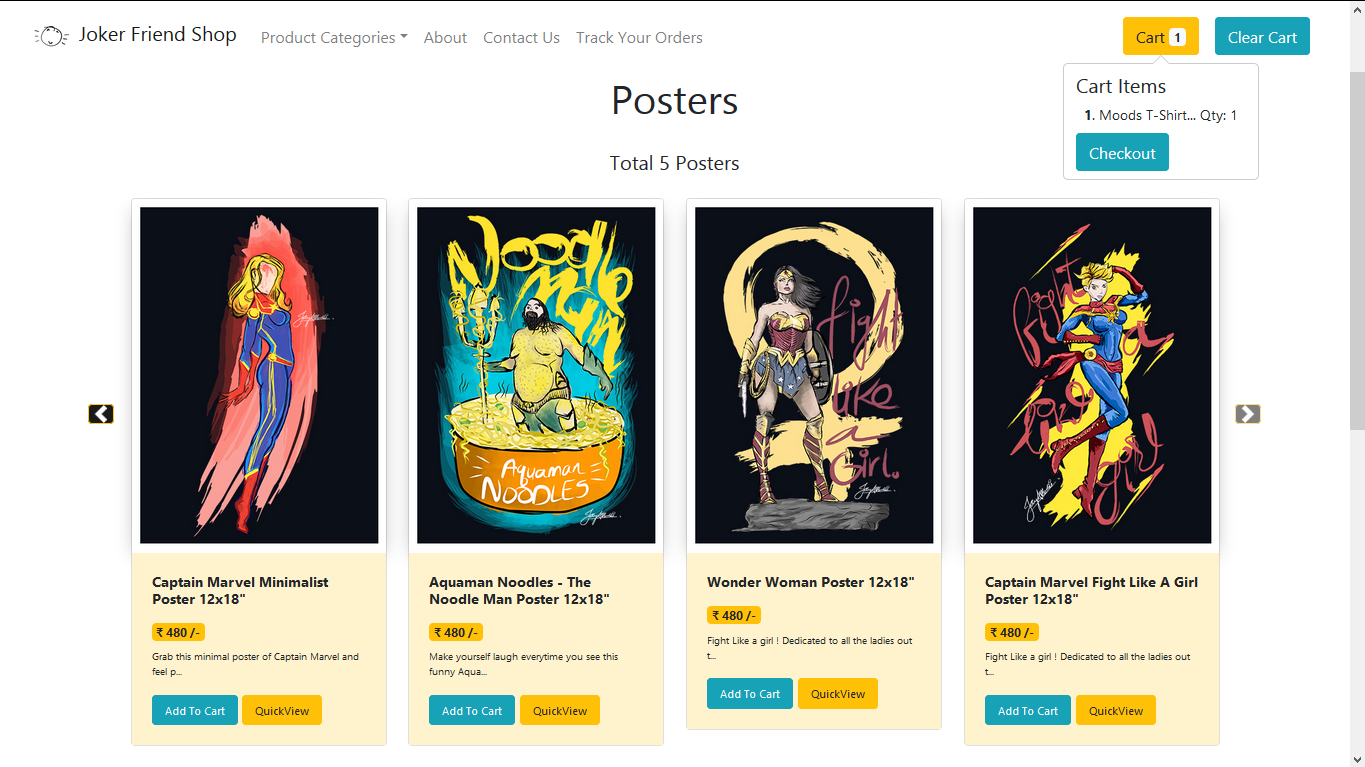 Joker Friend Shop
Product Categories
About
Contact Us
Track Your Orders
Cart 1
Clear Cart
Cart Items
1. Moods T-Shirt... Qty: 1
Checkout
Posters
Total 5 Posters
Noodle
Man
Aquaman
NOODLES
fight
like
a
Girl.
fight
like
a
girl
Captain Marvel Minimalist
Poster 12x18"
₹ 480 /-
Grab this minimal poster of Captain Marvel and
feel p...
Add To Cart
QuickView
Aquaman Noodles - The
Noodle Man Poster 12x18"
₹ 480 /-
Make yourself laugh everytime you see this
funny Aqua...
Add To Cart
QuickView
Wonder Woman Poster 12x18"
₹ 480 /-
Fight Like a girl ! Dedicated to all the ladies out
t...
Add To Cart
QuickView
Captain Marvel Fight Like A Girl
Poster 12x18"
₹ 480 /-
Fight Like a girl ! Dedicated to all the ladies out
t...
Add To Cart
QuickView